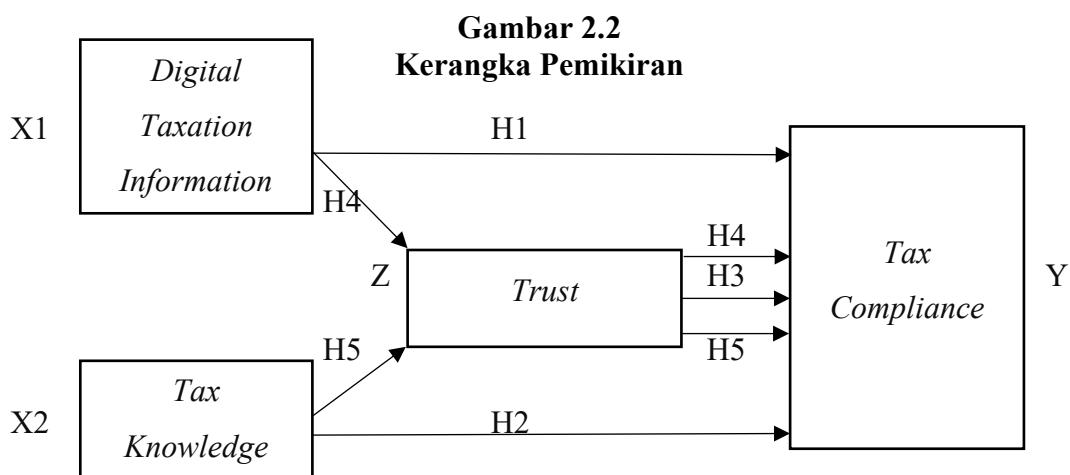 Gambar 2.2
Kerangka Pemikiran
X1
Digital
Taxation
Information
H1
H4
Z
Trust
H4
H3
H5
Tax
Compliance
Y
H5
X2
Tax
Knowledge
H2